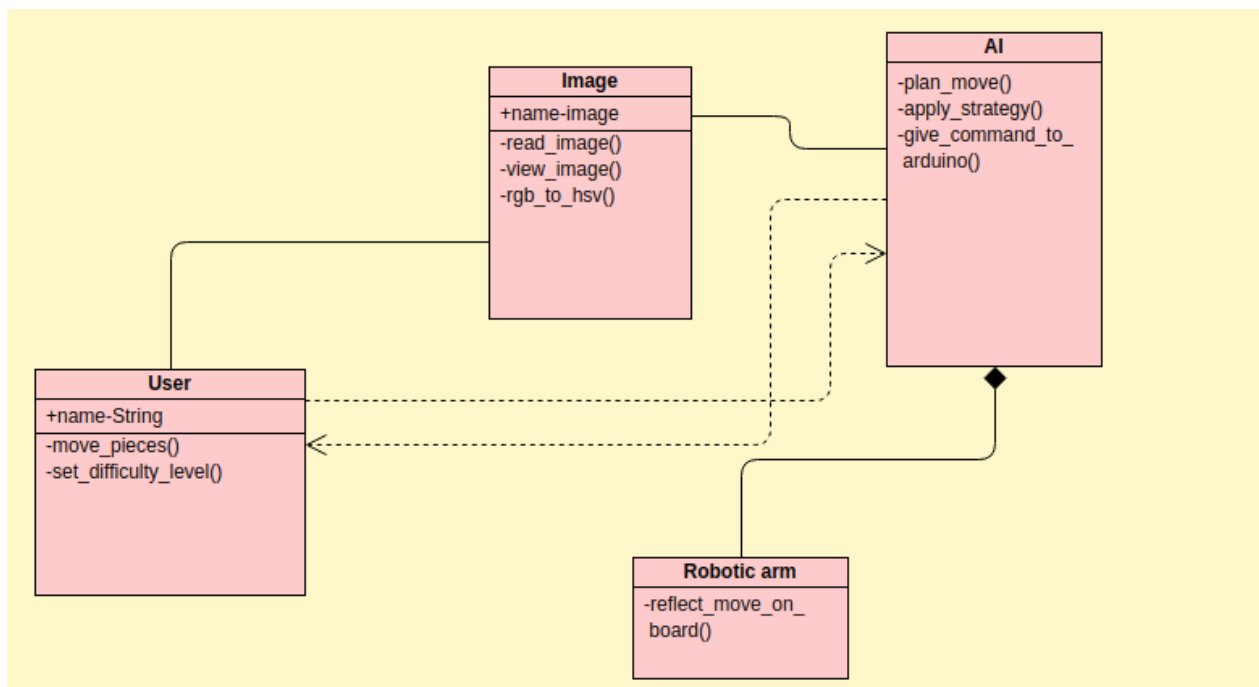 Image
+name-image
-read_image()
-view_image()
-rgb_to_hsv()
AI
-plan_move()
-apply_strategy()
-give_command_to_
arduino()
User
+name-String
-move_pieces()
-set_difficulty_level()
Robotic arm
-reflect_move_on_
board()